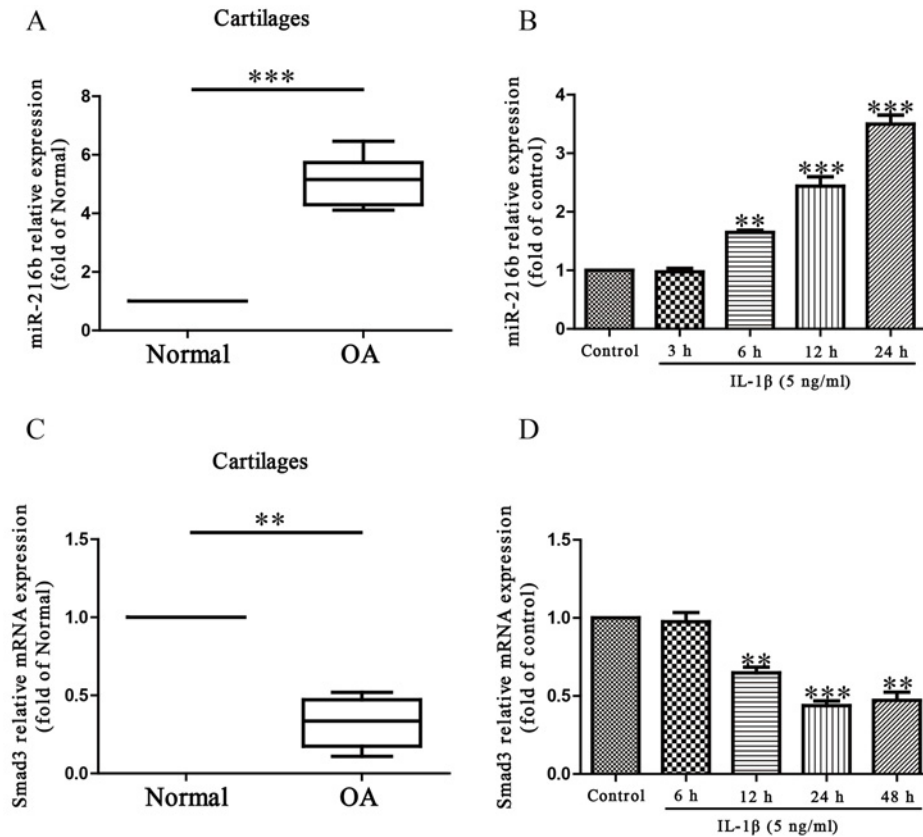 A
Cartilages
miR-216b relative expression
(fold of Normal)
8
6
4
2
0
***
Normal
OA
B
miR-216b relative expression
(fold of control)
4
3
2
1
0
**
***
***
Control
3 h
6 h
12 h
24 h
IL-1β (5 ng/ml)
C
Cartilages
Smad3 relative mRNA expression
(fold of Normal)
1.5
1.0
0.5
0.0
**
Normal
OA
D
Smad3 relative mRNA expression
(fold of control)
1.5
1.0
0.5
0.0
**
***
**
Control
6 h
12 h
24 h
48 h
IL-1β (5 ng/ml)